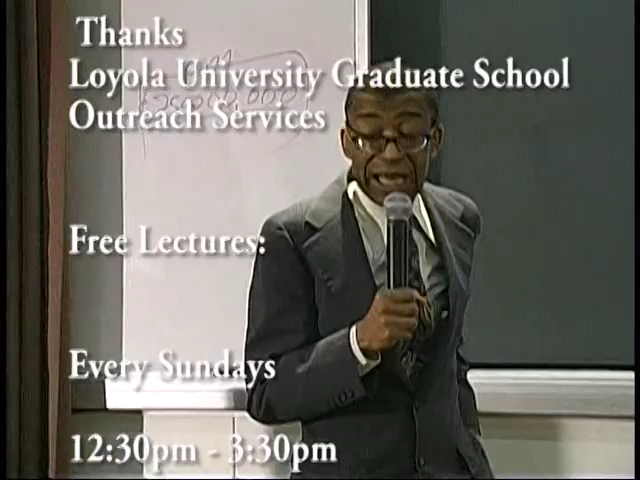 Thanks
Loyola University Graduate School
Outreach Services
Free Lectures:
Every Sundays
12:30pm - 3:30pm